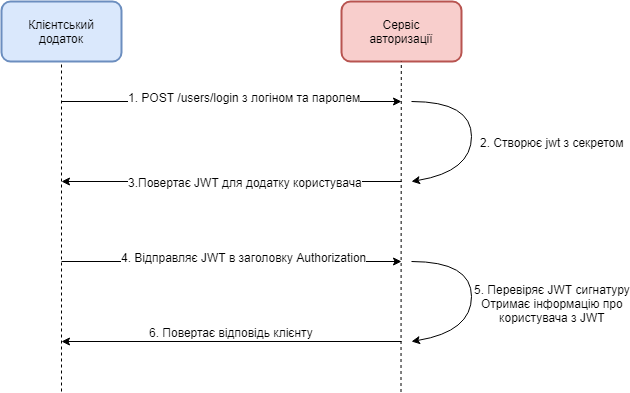 Клієнтський
додаток
Сервіс
авторизації
1. POST /users/login з логіном та паролем
2. Створює jwt з секретом
3.Повертає JWT для додатку користувача
4. Відправляє JWT в заголовку Authorization
5. Перевіряє JWT сигнатуру
Отримає інформацію про
користувача з JWT
6. Повертає відповідь клієнту